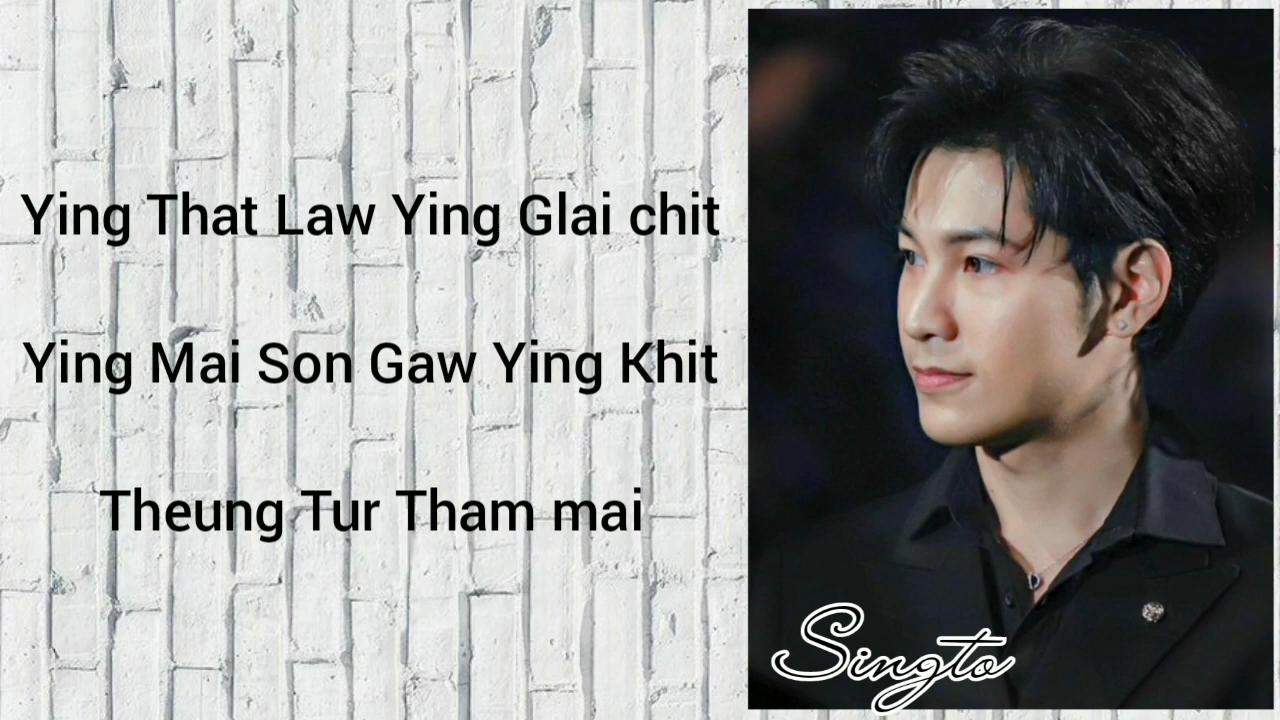 Ying That Law Ying Glai chit
Ying Mai Son Gaw Ying Khit
Theung Tur Tham mai
Singto